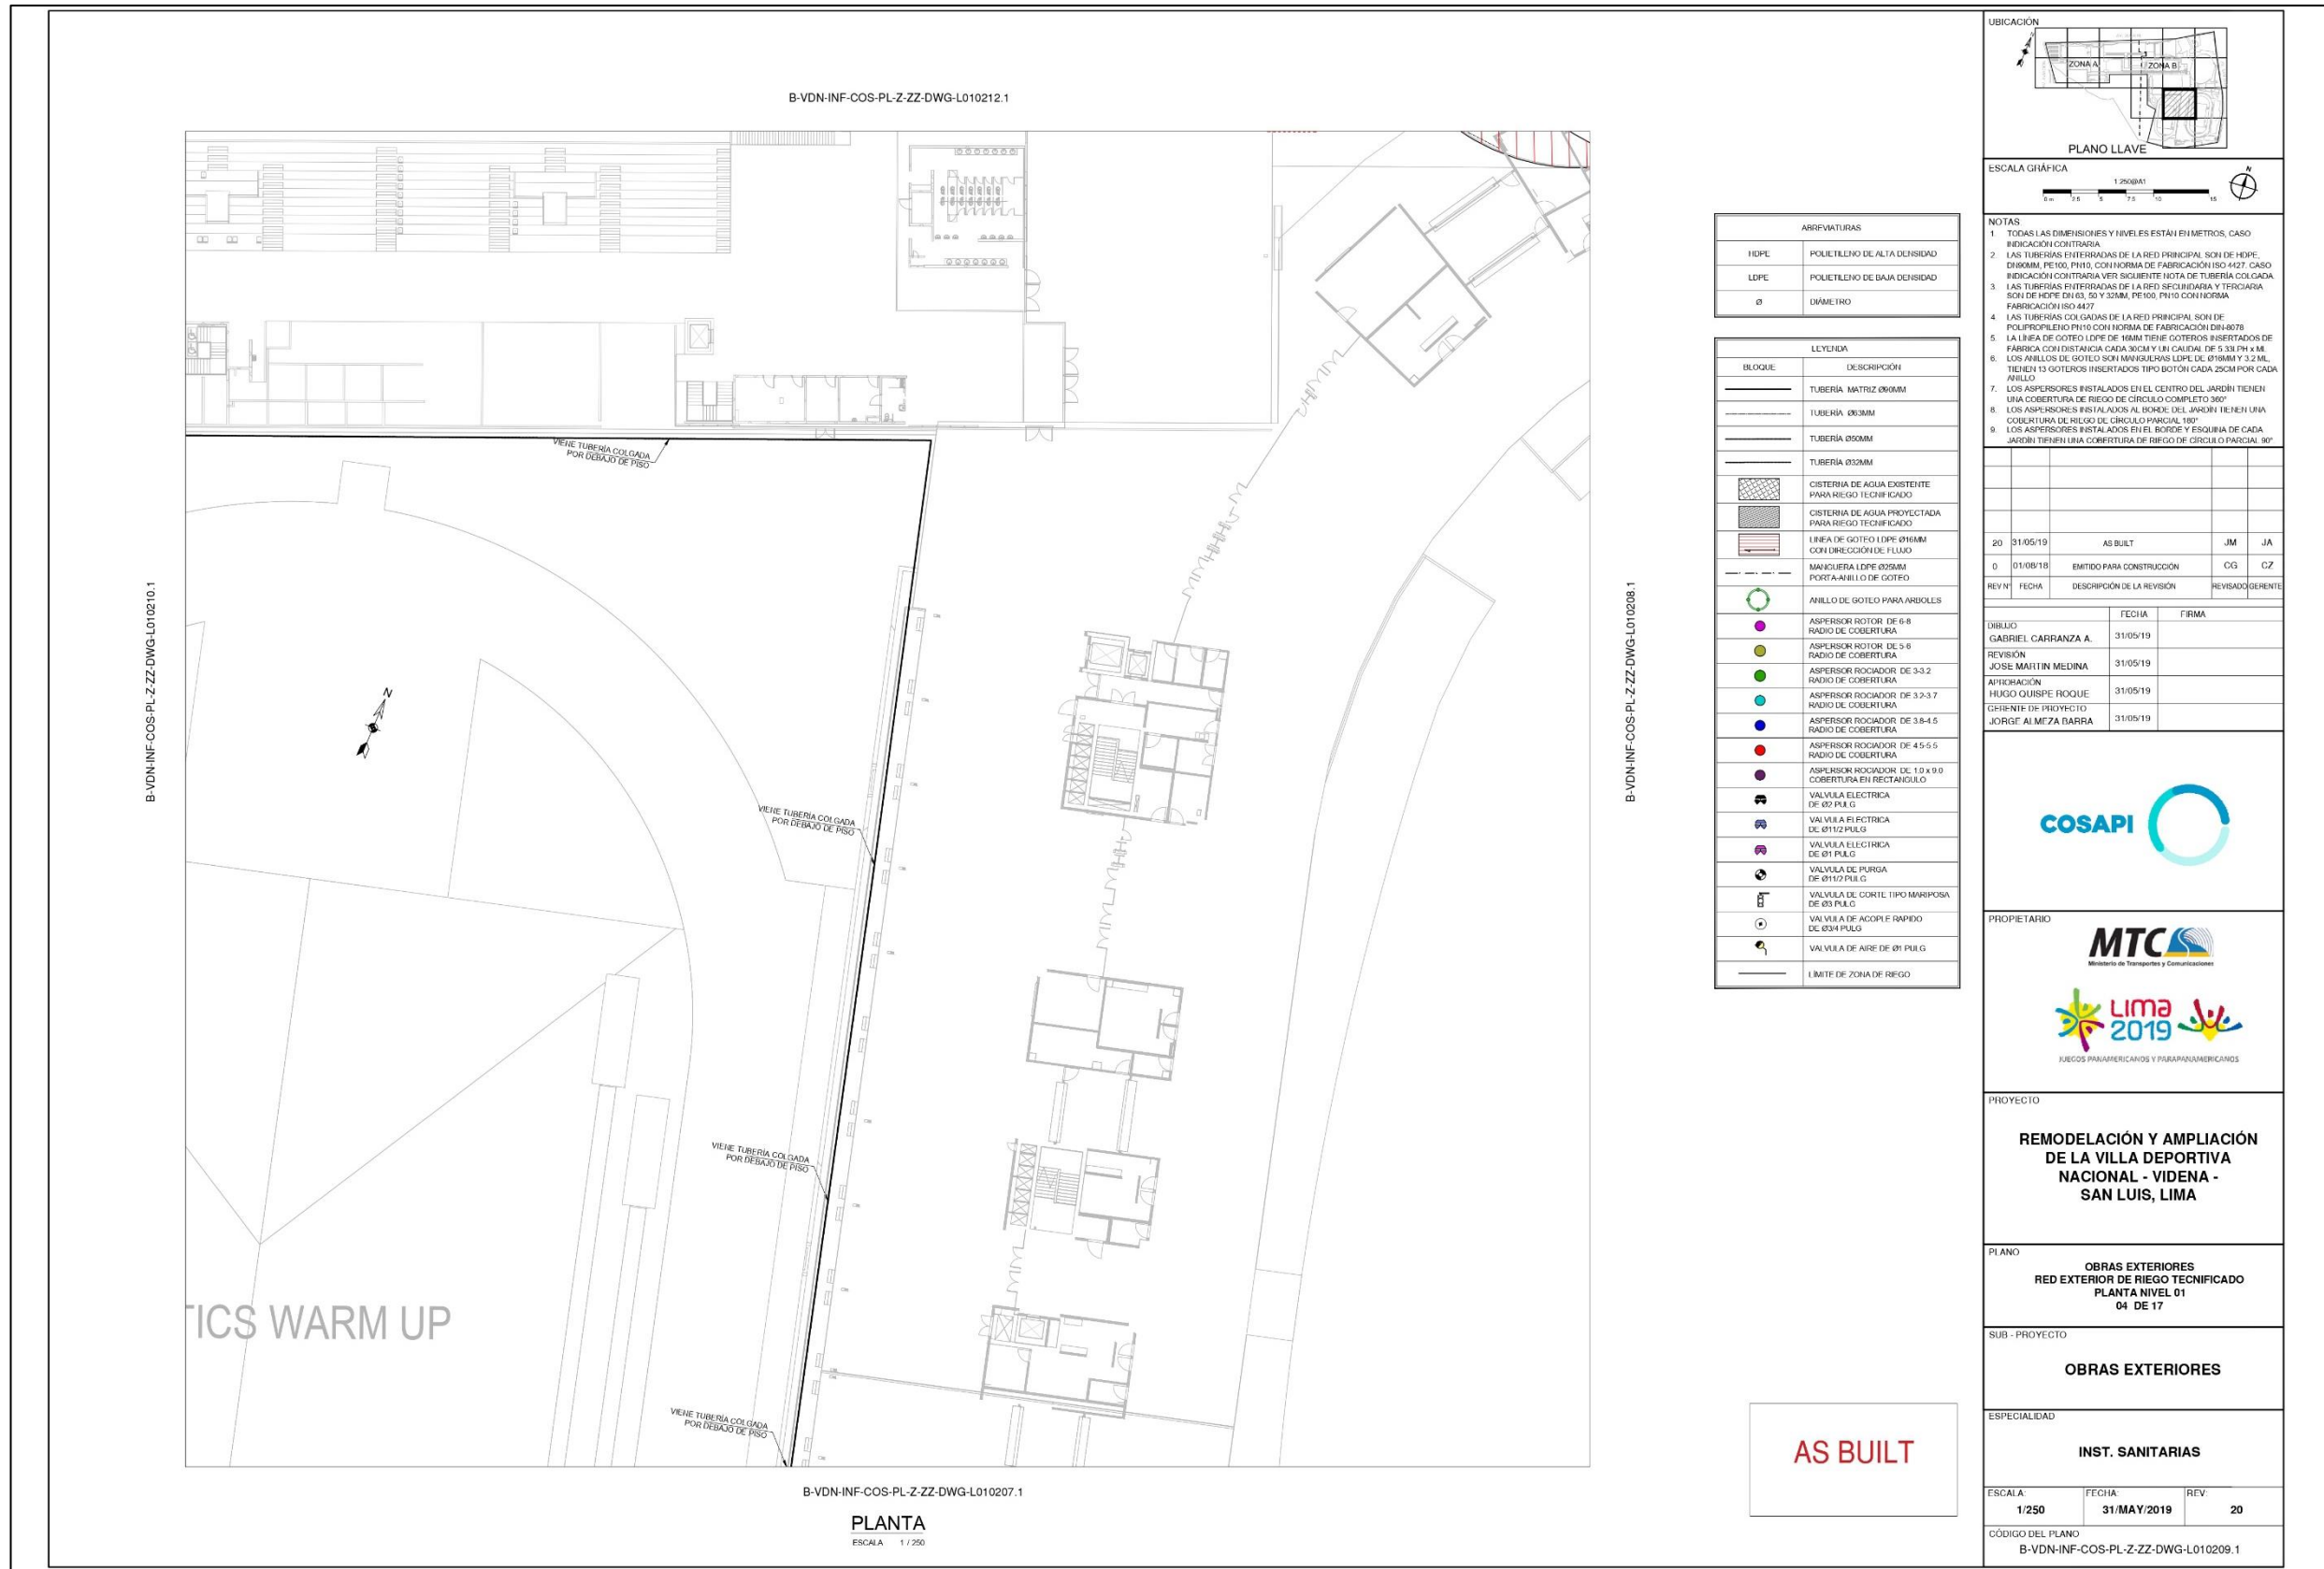 B-VDN-INF-COS-PL-Z-ZZ-DWG-L010212.1
B-VDN-INF-COS-PL-Z-ZZ-DWG-L010210.1
B-VDN-INF-COS-PL-Z-ZZ-DWG-L010208.1
VIENE TUBERÍA COLGADA
POR DEBAJO DE PISO
N
VIENE TUBERÍA COLGADA
POR DEBAJO DE PISO
VIENE TUBERÍA COLGADA
POR DEBAJO DE PISO
VIENE TUBERÍA COLGADA
POR DEBAJO DE PISO
TICS WARM UP
B-VDN-INF-COS-PL-Z-ZZ-DWG-L010207.1
PLANTA
ESCALA 1 / 250
ABREVIATURAS
HDPE POLIETILENO DE ALTA DENSIDAD
LDPE POLIETILENO DE BAJA DENSIDAD
Ø DIÁMETRO
LEYENDA
BLOQUE DESCRIPCIÓN
TUBERÍA MATRIZ Ø90MM
TUBERÍA Ø63MM
TUBERÍA Ø50MM
TUBERÍA Ø32MM
CISTERNA DE AGUA EXISTENTE
PARA RIEGO TECNIFICADO
CISTERNA DE AGUA PROYECTADA
PARA RIEGO TECNIFICADO
LINEA DE GOTEO LDPE Ø16MM
CON DIRECCIÓN DE FLUJO
MANGUERA LDPE Ø25MM
PORTA-ANILLO DE GOTEO
ANILLO DE GOTEO PARA ARBOLES
ASPERSOR ROTOR DE 6-8
RADIO DE COBERTURA
ASPERSOR ROTOR DE 5-6
RADIO DE COBERTURA
ASPERSOR ROCIADOR DE 3-3.2
RADIO DE COBERTURA
ASPERSOR ROCIADOR DE 3.2-3.7
RADIO DE COBERTURA
ASPERSOR ROCIADOR DE 3.8-4.5
RADIO DE COBERTURA
ASPERSOR ROCIADOR DE 4.5-5.5
RADIO DE COBERTURA
ASPERSOR ROCIADOR DE 1.0 x 9.0
COBERTURA EN RECTANGULO
VALVULA ELECTRICA
DE Ø2 PULG
VALVULA ELECTRICA
DE Ø11/2 PULG
VALVULA ELECTRICA
DE Ø1 PULG
VALVULA DE PURGA
DE Ø11/2 PULG
VALVULA DE CORTE TIPO MARIPOSA
DE Ø3 PULG
VALVULA DE ACOPLE RAPIDO
DE Ø3/4 PULG
VALVULA DE AIRE DE Ø1 PULG
LÍMITE DE ZONA DE RIEGO
AS BUILT
UBICACIÓN
ZONA A ZONA B
PLANO LLAVE
ESCALA GRÁFICA
1:250@A1
N
0 m 2.5 5 7.5 10 15
NOTAS
1. TODAS LAS DIMENSIONES Y NIVELES ESTÁN EN METROS, CASO
INDICACIÓN CONTRARIA.
2. LAS TUBERÍAS ENTERRADAS DE LA RED PRINCIPAL SON DE HDPE,
DN90MM, PE100, PN10, CON NORMA DE FABRICACIÓN ISO 4427. CASO
INDICACIÓN CONTRARIA VER SIGUIENTE NOTA DE TUBERÍA COLGADA.
3. LAS TUBERÍAS ENTERRADAS DE LA RED SECUNDARIA Y TERCIARIA
SON DE HDPE DN 63, 50 Y 32MM, PE100, PN10 CON NORMA
FABRICACIÓN ISO 4427
4. LAS TUBERÍAS COLGADAS DE LA RED PRINCIPAL SON DE
POLIPROPILENO PN10 CON NORMA DE FABRICACIÓN DIN-8078
5. LA LÍNEA DE GOTEO LDPE DE 16MM TIENE GOTEROS INSERTADOS DE
FÁBRICA CON DISTANCIA CADA 30CM Y UN CAUDAL DE 5.33LPH x ML
6. LOS ANILLOS DE GOTEO SON MANGUERAS LDPE DE Ø16MM Y 3.2 ML,
TIENEN 13 GOTEROS INSERTADOS TIPO BOTÓN CADA 25CM POR CADA
ANILLO
7. LOS ASPERSORES INSTALADOS EN EL CENTRO DEL JARDÍN TIENEN
UNA COBERTURA DE RIEGO DE CÍRCULO COMPLETO 360°
8. LOS ASPERSORES INSTALADOS AL BORDE DEL JARDÍN TIENEN UNA
COBERTURA DE RIEGO DE CÍRCULO PARCIAL 180°
9. LOS ASPERSORES INSTALADOS EN EL BORDE Y ESQUINA DE CADA
JARDÍN TIENEN UNA COBERTURA DE RIEGO DE CÍRCULO PARCIAL 90°
20 31/05/19 AS BUILT JM JA
0 01/08/18 EMITIDO PARA CONSTRUCCIÓN CG CZ
REV N° FECHA DESCRIPCIÓN DE LA REVISIÓN REVISADO GERENTE
FECHA FIRMA
DIBUJO
GABRIEL CARRANZA A. 31/05/19
REVISIÓN
JOSE MARTIN MEDINA 31/05/19
APROBACIÓN
HUGO QUISPE ROQUE 31/05/19
GERENTE DE PROYECTO
JORGE ALMEZA BARRA 31/05/19
COSAPI
PROPIETARIO
MTC
Ministerio de Transportes y Comunicaciones
Lima
2019
JUEGOS PANAMERICANOS Y PARAPANAMERICANOS
PROYECTO
REMODELACIÓN Y AMPLIACIÓN
DE LA VILLA DEPORTIVA
NACIONAL - VIDENA -
SAN LUIS, LIMA
PLANO
OBRAS EXTERIORES
RED EXTERIOR DE RIEGO TECNIFICADO
PLANTA NIVEL 01
04 DE 17
SUB - PROYECTO
OBRAS EXTERIORES
ESPECIALIDAD
INST. SANITARIAS
ESCALA: FECHA: REV:
1/250 31/MAY/2019 20
CÓDIGO DEL PLANO
B-VDN-INF-COS-PL-Z-ZZ-DWG-L010209.1